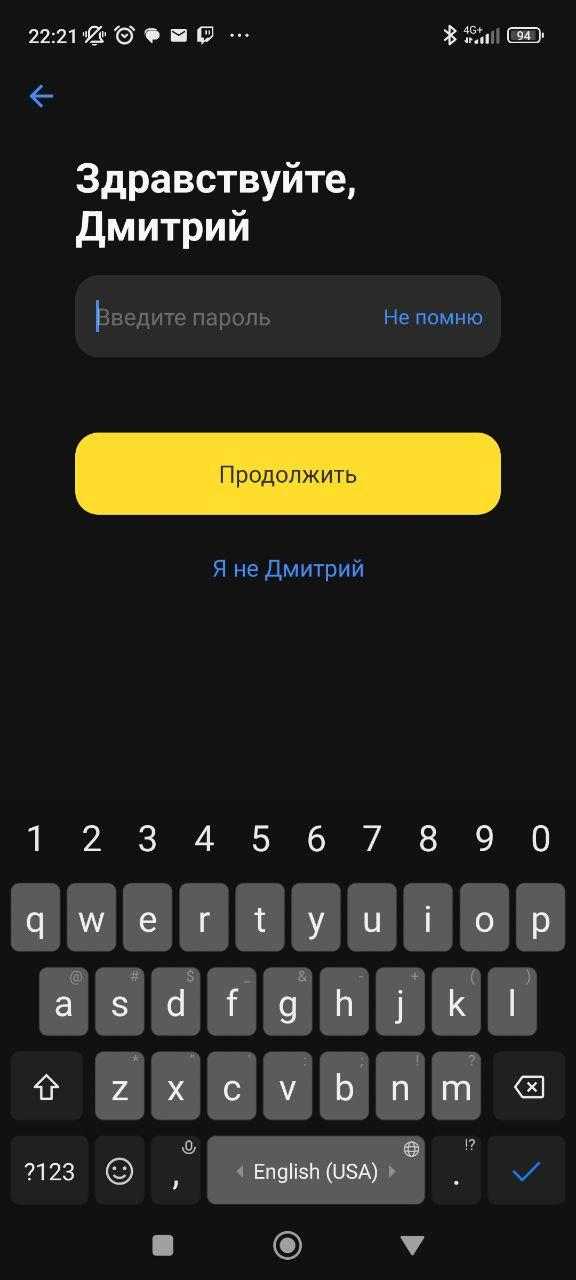 22:21 ... 4G+ 94
Здравствуйте,
Дмитрий
Введите пароль Не помню
Продолжить
Я не Дмитрий
1 2 3 4 5 6 7 8 9 0
q w e r t y u i o p
@ # $ _ & - + ( )
a s d f g h j k l
* " ' : ; ! ?
z x c v b n m
!?
?123 , English (USA) .